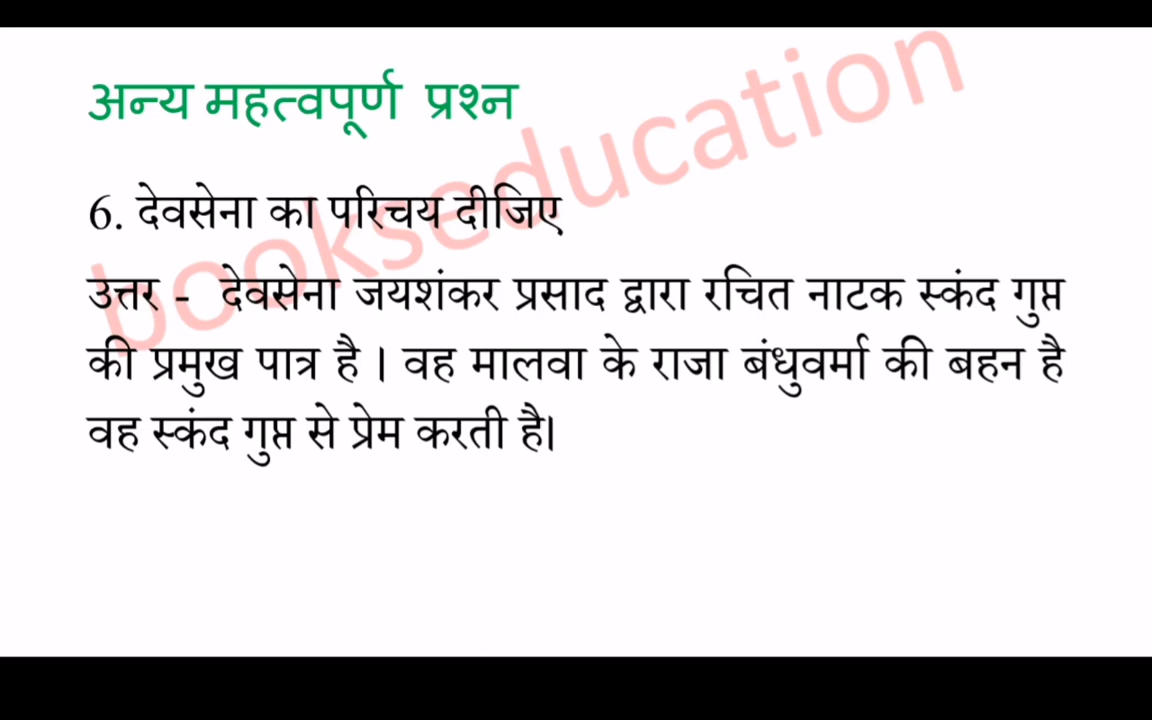 अन्य महत्वपूर्ण प्रश्न
6. देवसेना का परिचय दीजिए
उत्तर - देवसेना जयशंकर प्रसाद द्वारा रचित नाटक स्कंद गुप्त
की प्रमुख पात्र है । वह मालवा के राजा बंधुवर्मा की बहन है
वह स्कंद गुप्त से प्रेम करती है।
bookseducation